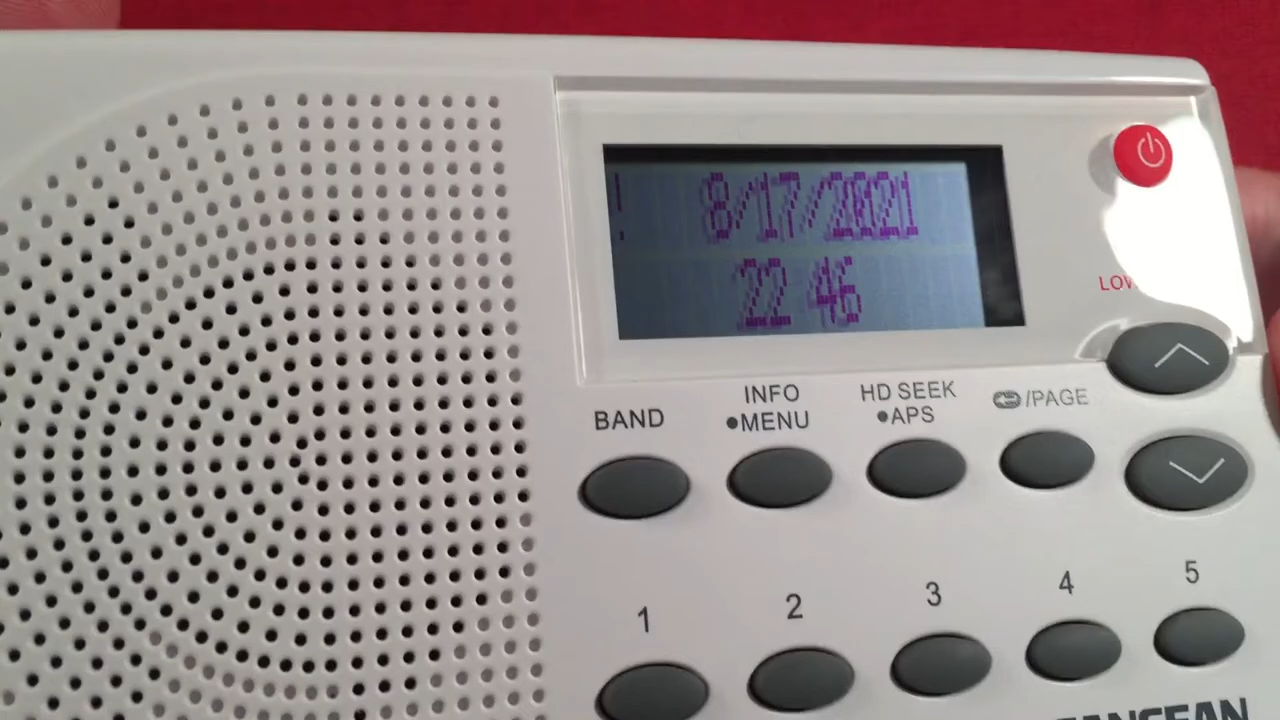 ! 8/17/2021
22 46
INFO
HD SEEK
BAND
●MENU
●APS
/PAGE
1
2
3
4
5